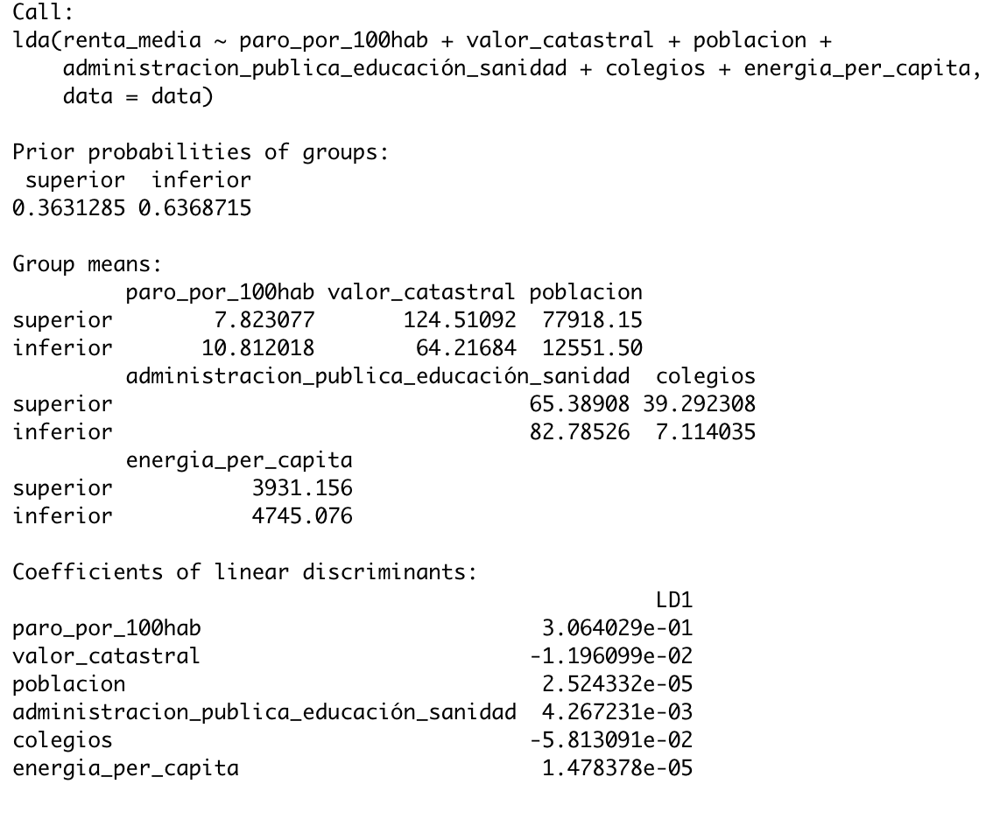 Call:
lda(renta_media ~ paro_por_100hab + valor_catastral + poblacion +
    administracion_publica_educación_sanidad + colegios + energia_per_capita,
    data = data)

Prior probabilities of groups:
 superior  inferior
0.3631285 0.6368715

Group means:
         paro_por_100hab valor_catastral poblacion
superior        7.823077       124.51092  77918.15
inferior       10.812018        64.21684  12551.50
         administracion_publica_educación_sanidad  colegios
superior                                 65.38908 39.292308
inferior                                 82.78526  7.114035
         energia_per_capita
superior           3931.156
inferior           4745.076

Coefficients of linear discriminants:
                                                   LD1
paro_por_100hab                           3.064029e-01
valor_catastral                          -1.196099e-02
poblacion                                 2.524332e-05
administracion_publica_educación_sanidad  4.267231e-03
colegios                                 -5.813091e-02
energia_per_capita                        1.478378e-05